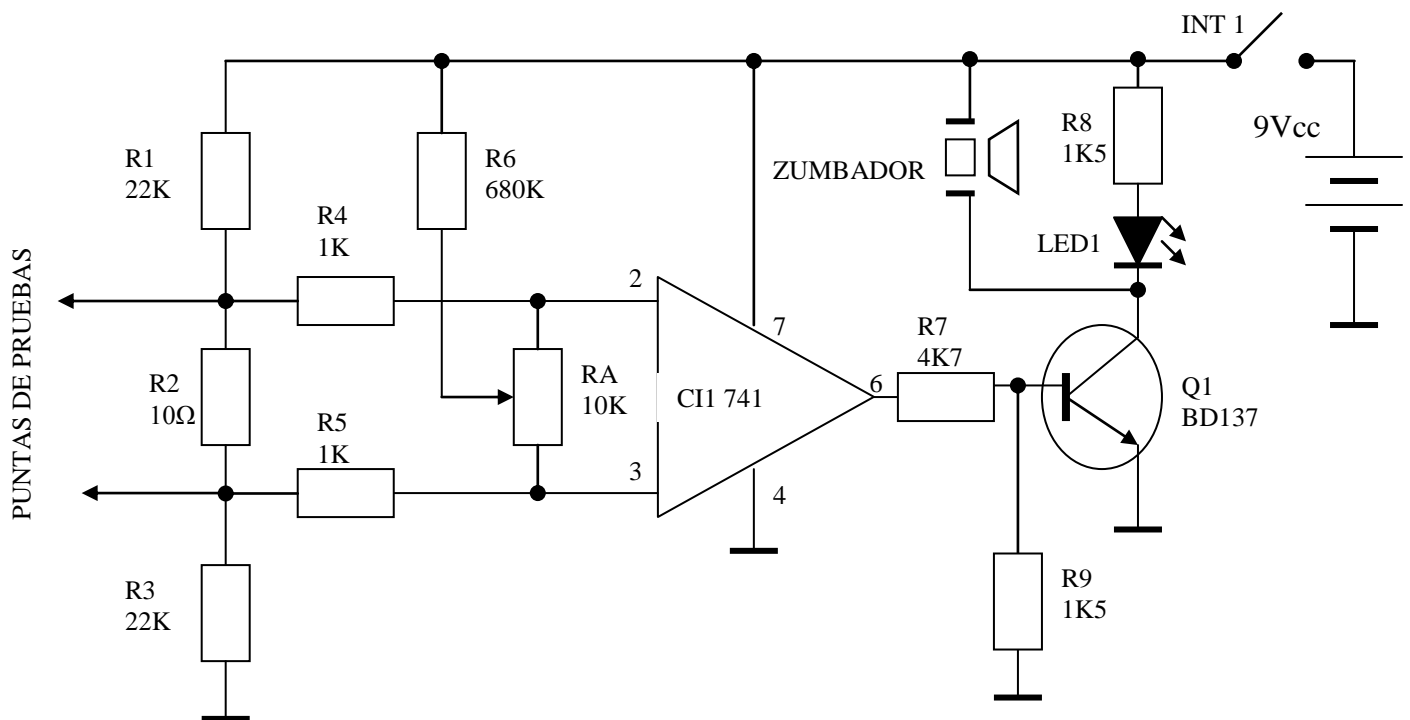 INT 1
9Vcc
R8
1K5
ZUMBADOR
LED1
R1
22K
R6
680K
R4
1K
PUNTAS DE PRUEBAS
R2
10Ω
R5
1K
RA
10K
2
3
7
4
6
CI1 741
R7
4K7
Q1
BD137
R3
22K
R9
1K5